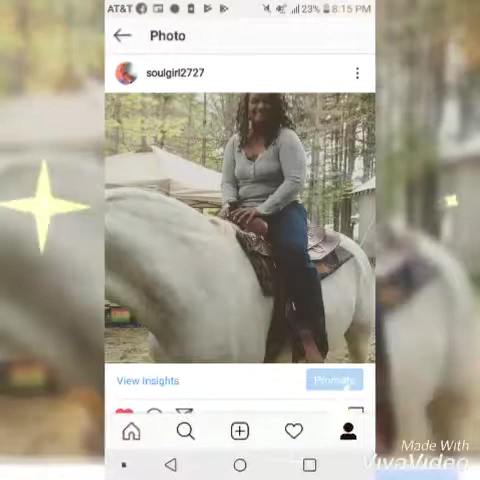 AT&T 23% 8:15 PM
Photo
soulgirl2727
View Insights Promote
Made With
VivaVideo